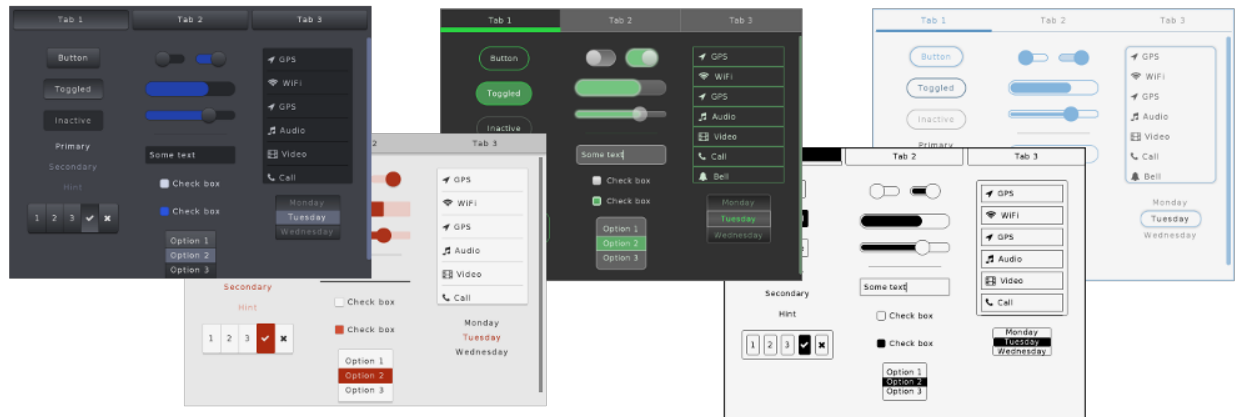 Tab 1
Tab 2
Tab 3
Button
GPS
WiFi
Toggled
GPS
Inactive
Audio
Primary
Some text
Video
Secondary
Check box
Call
Hint
Check box
Monday
1 2 3
Tuesday
Option 1
Wednesday
Option 2
Option 3
2
Tab 3
GPS
WiFi
GPS
Audio
Video
Secondary
Call
Hint
Check box
Monday
Check box
Tuesday
1 2 3
Wednesday
Option 1
Option 2
Option 3
Tab 1
Tab 2
Tab 3
Button
GPS
WiFi
Toggled
GPS
Audio
Inactive
Video
Some text
Call
Check box
Bell
Check box
Monday
Option 1
Tuesday
Option 2
Wednesday
Option 3
Tab 2
Tab 3
GPS
WiFi
GPS
Audio
Video
Secondary
Some text
Call
Hint
Check box
Monday
1 2 3
Check box
Tuesday
Wednesday
Option 1
Option 2
Option 3
Tab 1
Tab 2
Tab 3
Button
GPS
WiFi
Toggled
GPS
Audio
Inactive
Video
Primary
Call
Bell
Monday
Tuesday
Wednesday